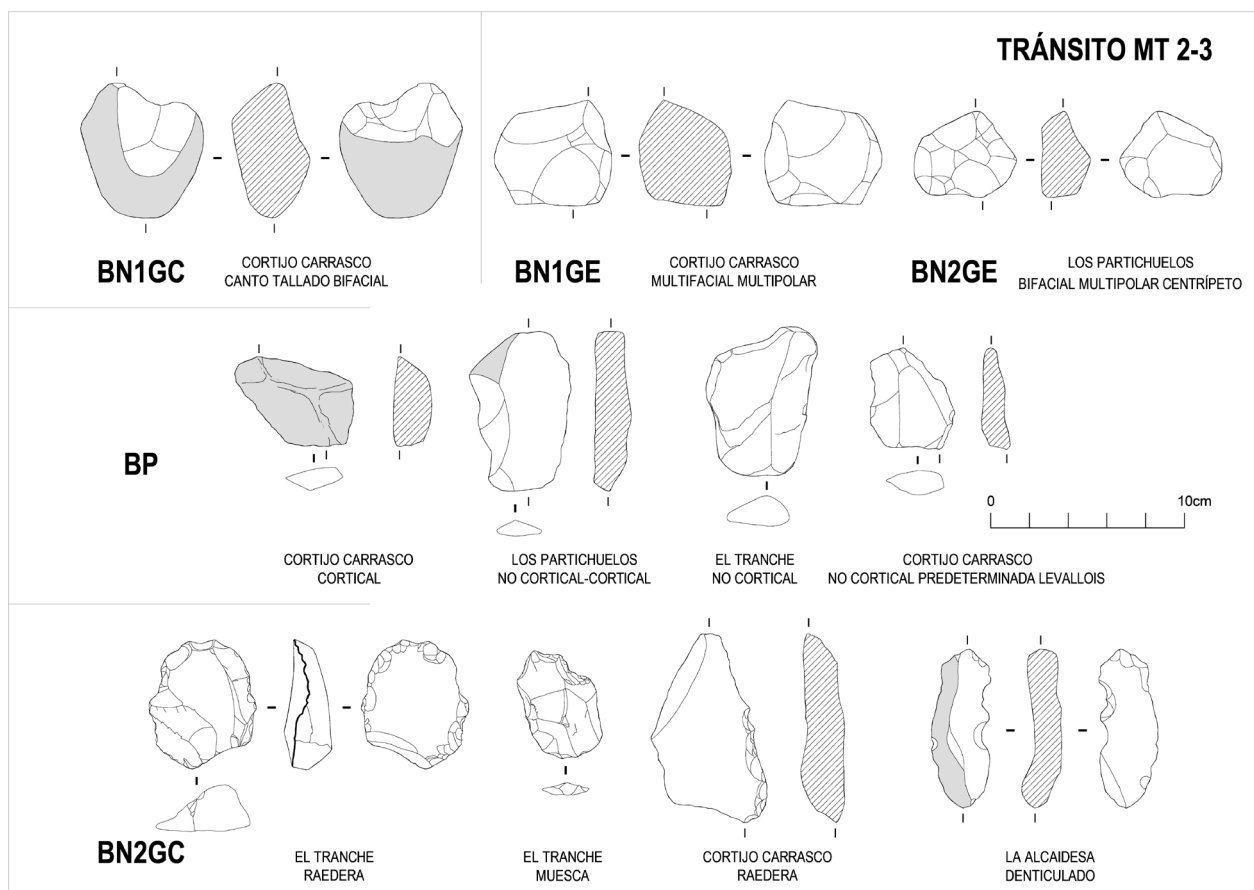 TRÁNSITO MT 2-3
BN1GC
CORTIJO CARRASCO
CANTO TALLADO BIFACIAL
BN1GE
CORTIJO CARRASCO
MULTIFACIAL MULTIPOLAR
BN2GE
LOS PARTICHUELOS
BIFACIAL MULTIPOLAR CENTRÍPETO
BP
0 10cm
CORTIJO CARRASCO
CORTICAL
LOS PARTICHUELOS
NO CORTICAL-CORTICAL
EL TRANCHE
NO CORTICAL
CORTIJO CARRASCO
NO CORTICAL PREDETERMINADA LEVALLOIS
BN2GC
EL TRANCHE
RAEDERA
EL TRANCHE
MUESCA
CORTIJO CARRASCO
RAEDERA
LA ALCAIDESA
DENTICULADO